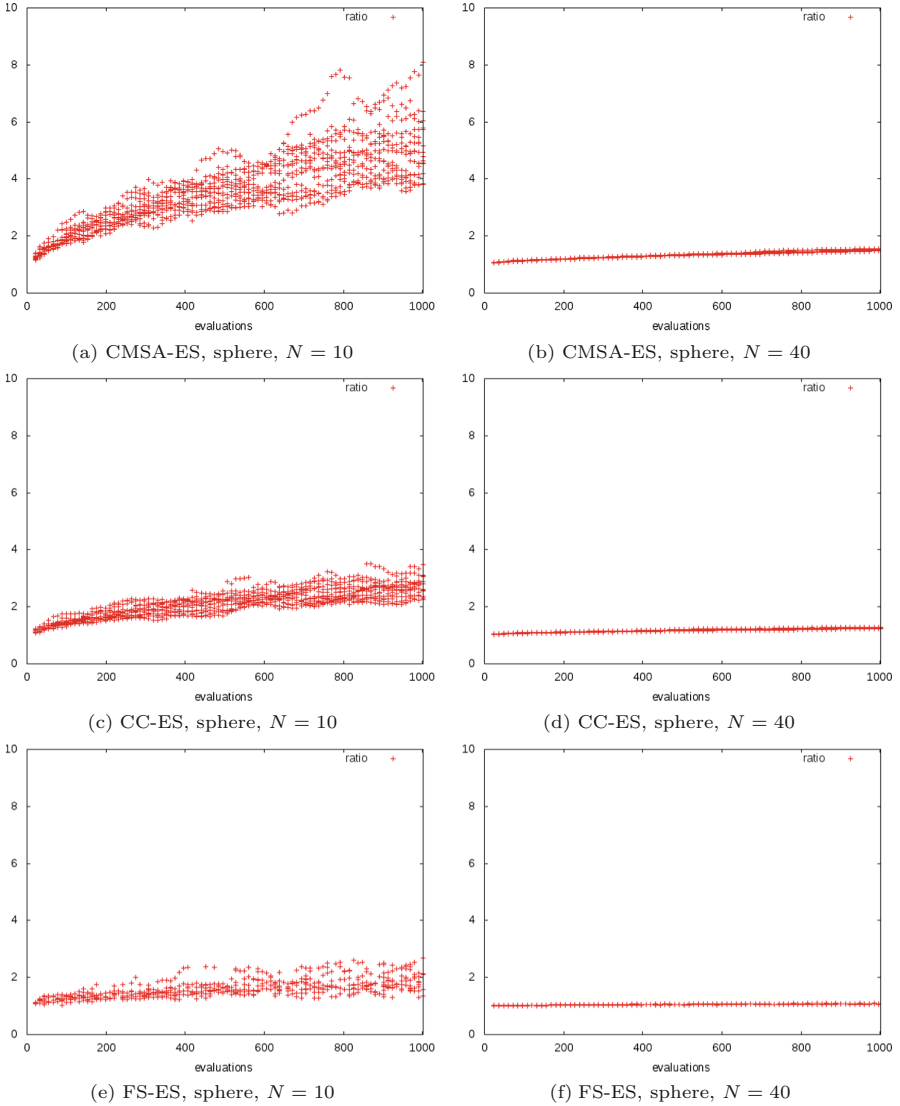 10
8
6
4
2
0
0 200 400 600 800 1000
evaluations
ratio
(a) CMSA-ES, sphere, N = 10
10
8
6
4
2
0
0 200 400 600 800 1000
evaluations
ratio
(b) CMSA-ES, sphere, N = 40
10
8
6
4
2
0
0 200 400 600 800 1000
evaluations
ratio
(c) CC-ES, sphere, N = 10
10
8
6
4
2
0
0 200 400 600 800 1000
evaluations
ratio
(d) CC-ES, sphere, N = 40
10
8
6
4
2
0
0 200 400 600 800 1000
evaluations
ratio
(e) FS-ES, sphere, N = 10
10
8
6
4
2
0
0 200 400 600 800 1000
evaluations
ratio
(f) FS-ES, sphere, N = 40